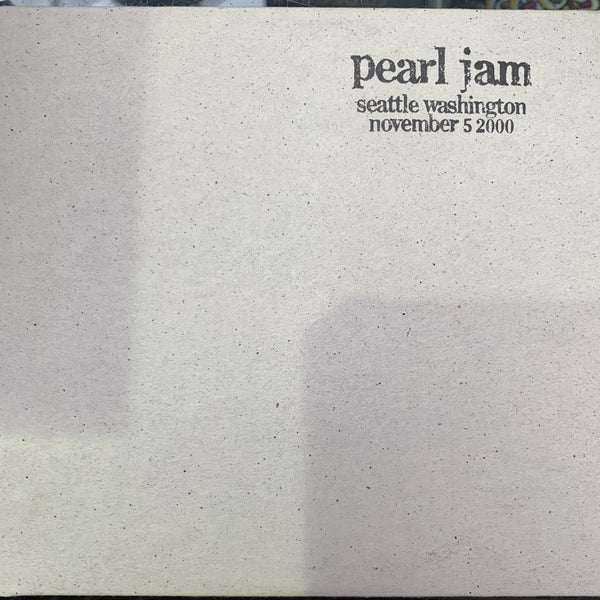 pearl jam
seattle washington
november 5 2000